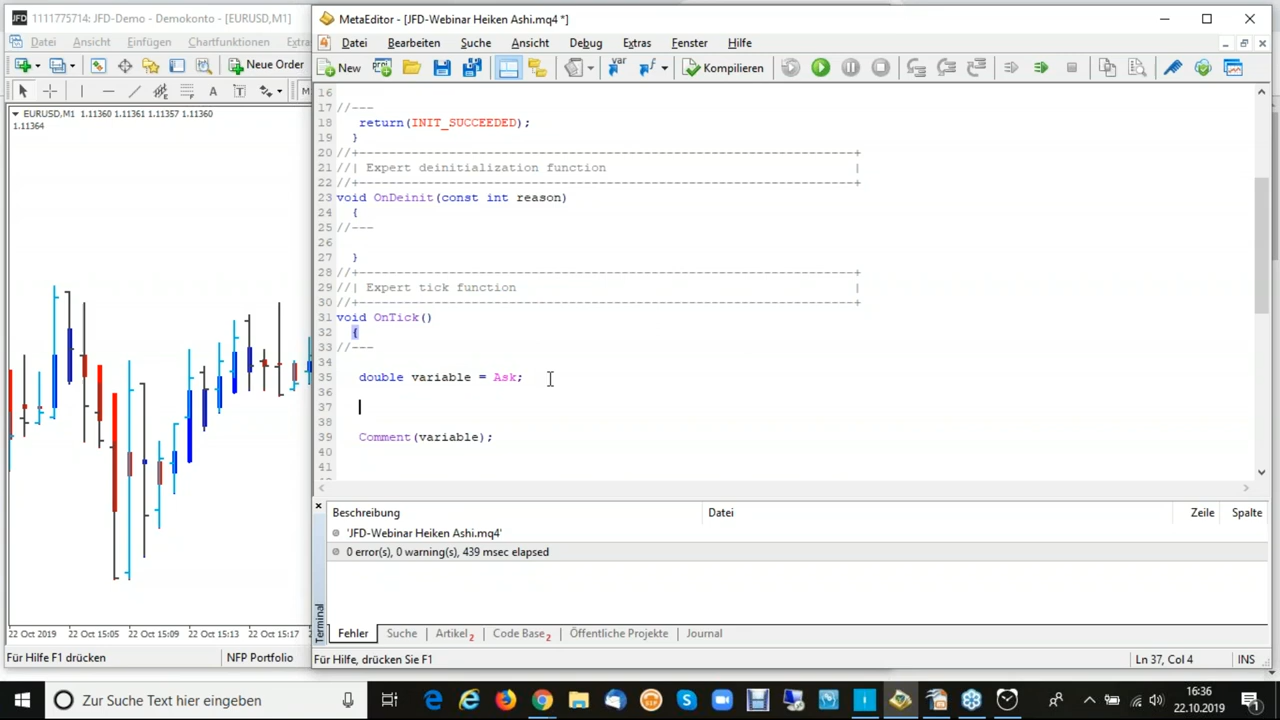 1111775714: JFD-Demo - Demokonto - [EURUSD,M1]
Datei Ansicht Einfügen Chartfunktionen Extra
New Order
EURUSD,M1 1.11360 1.11361 1.11357 1.11360
1.11364
22 Oct 2019 22 Oct 15:05 22 Oct 15:09 22 Oct 15:13 22 Oct 15:17
Für Hilfe F1 drücken NFP Portfolio
MetaEditor - [JFD-Webinar Heiken Ashi.mq4 *]
Datei Bearbeiten Suche Ansicht Debug Extras Fenster Hilfe
New var Kompilieren
16
17 //---
18 return(INIT_SUCCEEDED);
19 }
20 //+------------------------------------------------------------------+
21 //| Expert deinitialization function |
22 //+------------------------------------------------------------------+
23 void OnDeinit(const int reason)
24 {
25 //---
26
27 }
28 //+------------------------------------------------------------------+
29 //| Expert tick function |
30 //+------------------------------------------------------------------+
31 void OnTick()
32 {
33 //---
34
35 double variable = Ask;
36
37
38
39 Comment(variable);
40
41
Beschreibung Datei Zeile Spalte
'JFD-Webinar Heiken Ashi.mq4'
0 error(s), 0 warning(s), 439 msec elapsed
Terminal
Fehler Suche Artikel 2 Code Base 2 Öffentliche Projekte Journal
Für Hilfe, drücken Sie F1 Ln 37, Col 4 INS
Zur Suche Text hier eingeben
16:36
22.10.2019